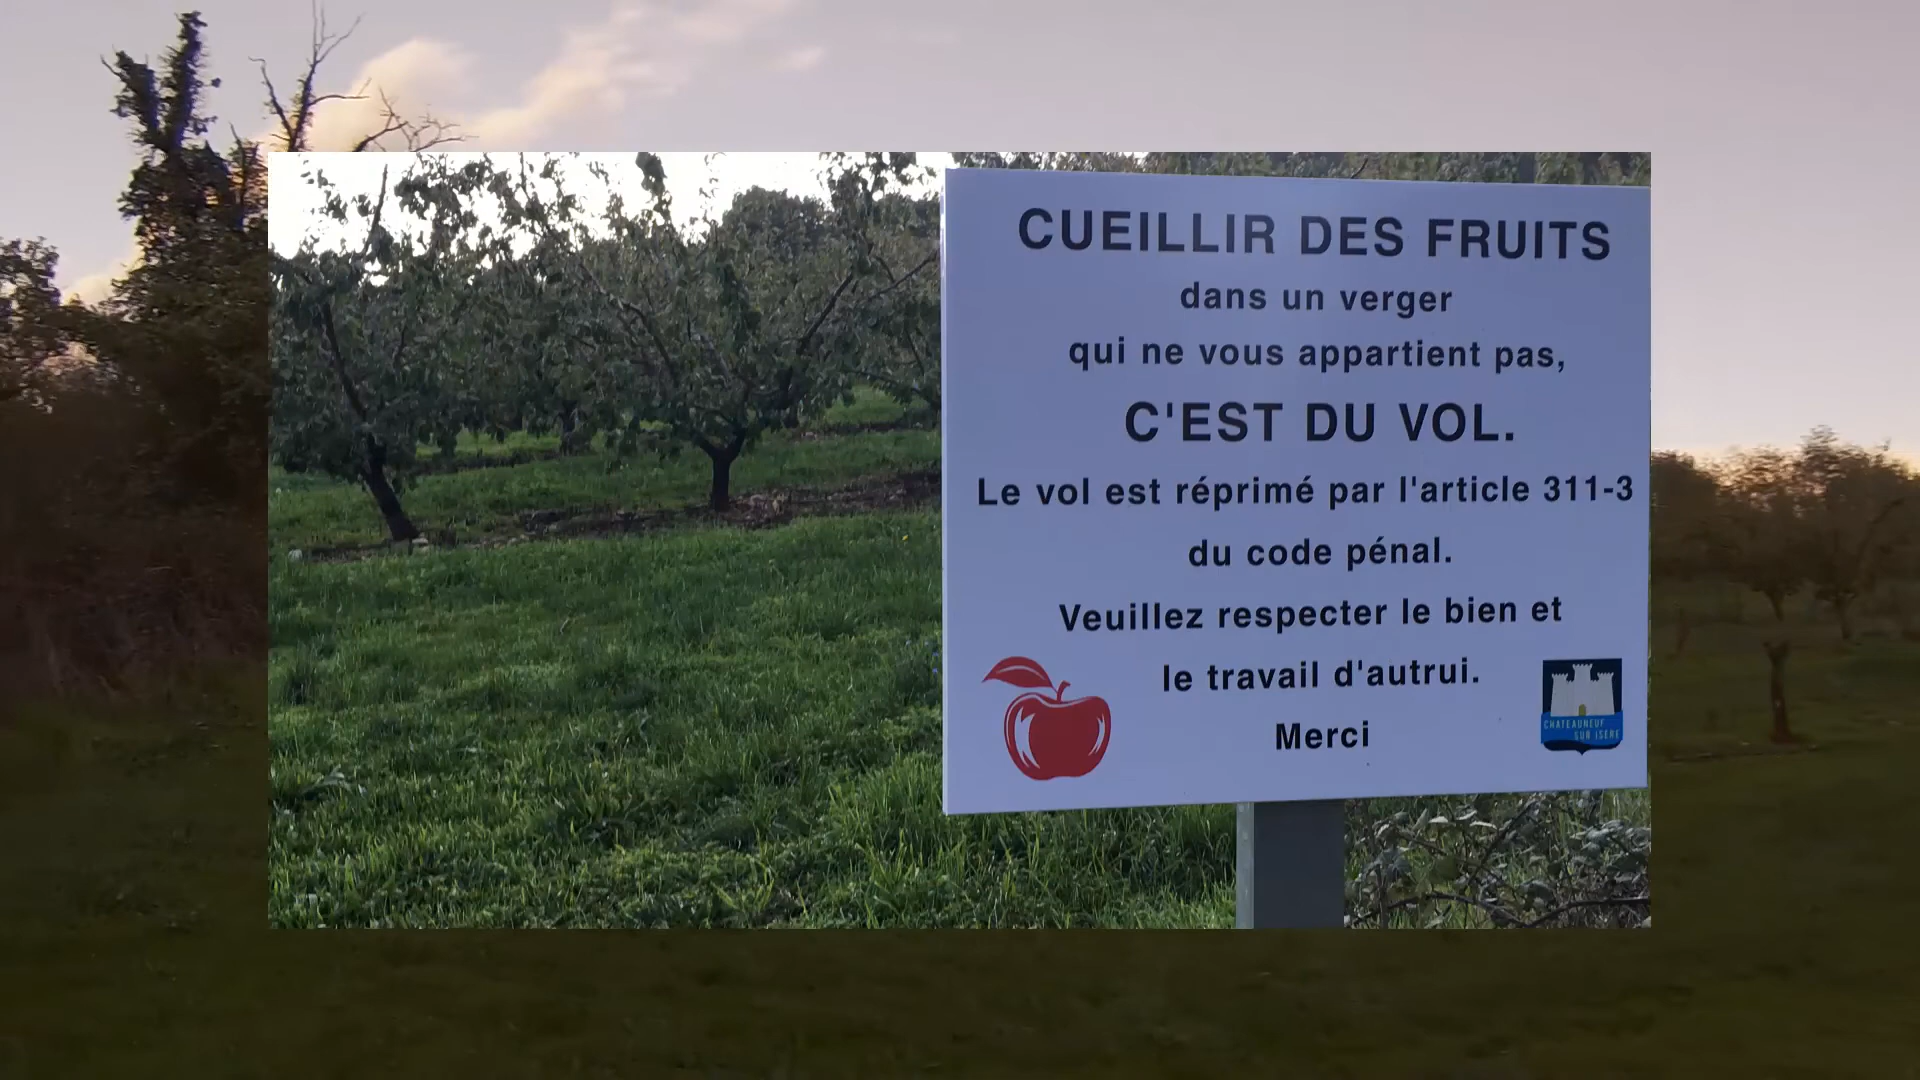 CUEILLIR DES FRUITS
dans un verger
qui ne vous appartient pas,
C'EST DU VOL.
Le vol est réprimé par l'article 311-3
du code pénal.
Veuillez respecter le bien et
le travail d'autrui.
Merci
CHATEAUNEUF
SUR ISERE